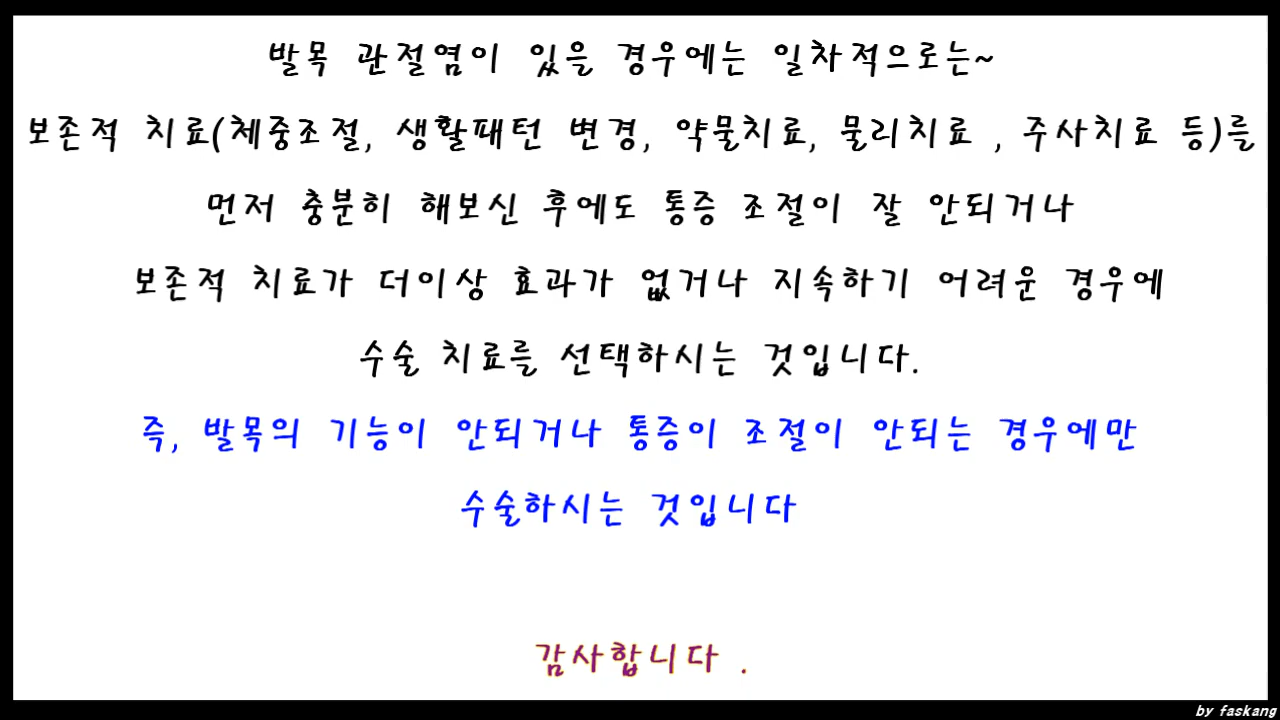 발목 관절염이 있을 경우에는 일차적으로는~
보존적 치료(체중조절, 생활패턴 변경, 약물치료, 물리치료 , 주사치료 등)를
먼저 충분히 해보신 후에도 통증 조절이 잘 안되거나
보존적 치료가 더이상 효과가 없거나 지속하기 어려운 경우에
수술 치료를 선택하시는 것입니다.
즉, 발목의 기능이 안되거나 통증이 조절이 안되는 경우에만
수술하시는 것입니다
감사합니다 .
by faskang